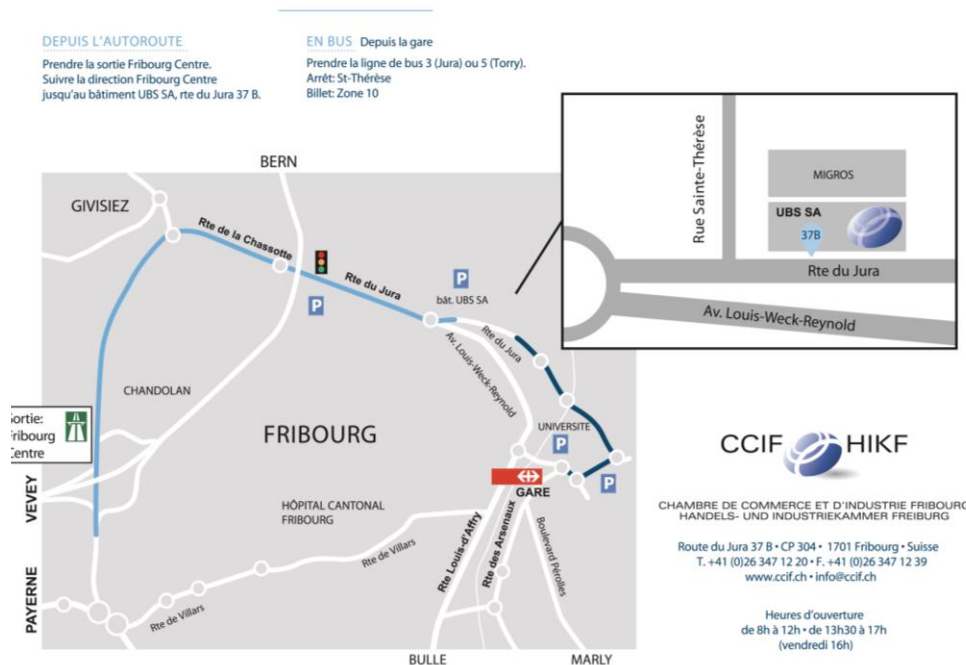 DEPUIS L'AUTOROUTE
Prendre la sortie Fribourg Centre.
Suivre la direction Fribourg Centre
jusqu'au bâtiment UBS SA, rte du Jura 37 B.
EN BUS Depuis la gare
Prendre la ligne de bus 3 (Jura) ou 5 (Torry).
Arrêt: St-Thérèse
Billet: Zone 10
BERN
GIVISIEZ
Rte de la Chassotte
Rte du Jura
P
P
bât. UBS SA
Rte du Jura
Av. Louis-Weck-Reynold
CHANDOLAN
Sortie:
Fribourg
Centre
FRIBOURG
UNIVERSITE
P
P
GARE
VEVEY
PAYERNE
HÔPITAL CANTONAL
FRIBOURG
Rte de Villars
Rte de Villars
Rte Louis-d'Affry
Rte des Arsenaux
Boulevard Pérolles
BULLE
MARLY
Rue Sainte-Thérèse
MIGROS
UBS SA
37B
Rte du Jura
Av. Louis-Weck-Reynold
CCIF HIKF
CHAMBRE DE COMMERCE ET D'INDUSTRIE FRIBOURG
HANDELS- UND INDUSTRIEKAMMER FREIBURG
Route du Jura 37 B • CP 304 • 1701 Fribourg • Suisse
T. +41 (0)26 347 12 20 • F. +41 (0)26 347 12 39
www.ccif.ch • info@ccif.ch
Heures d'ouverture
de 8h à 12h • de 13h30 à 17h
(vendredi 16h)